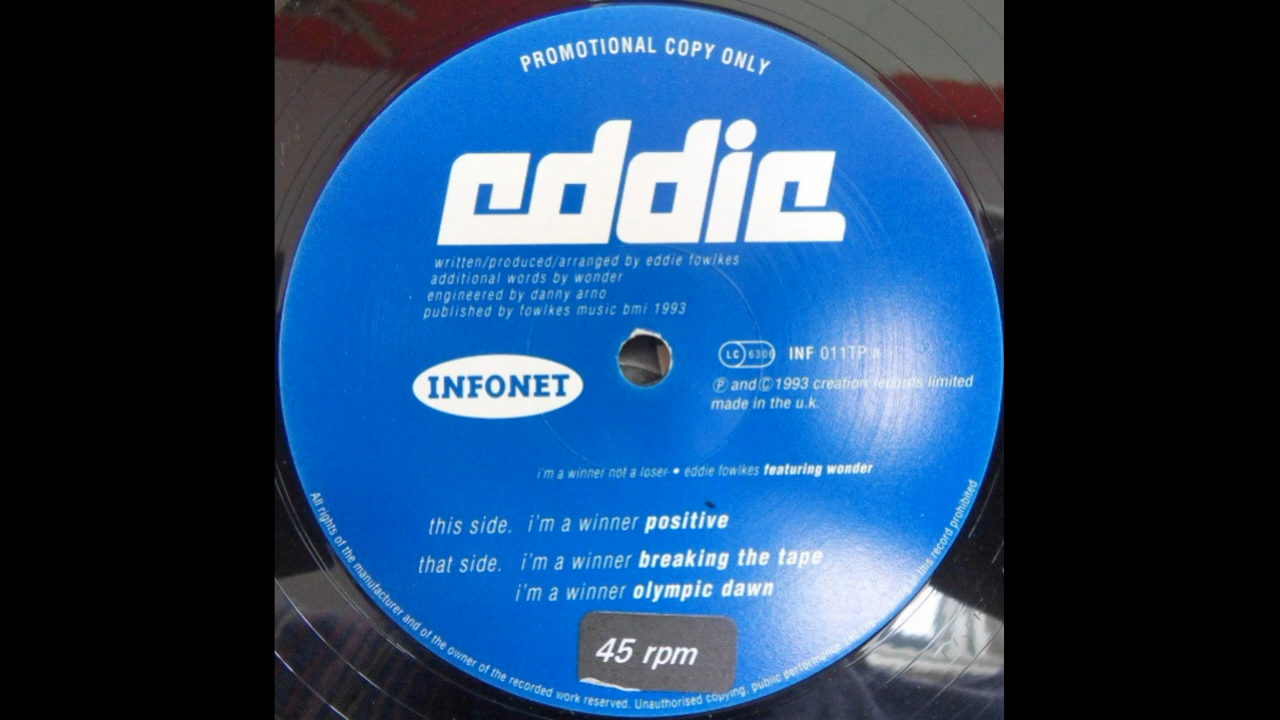 PROMOTIONAL COPY ONLY
eddie
written/produced/arranged by eddie fowlkes
additional words by wonder
engineered by danny arno
published by fowlkes music bmi 1993
INFONET
LC 6306 INF 011TP a
Ⓟ and Ⓒ 1993 creation records limited
made in the u.k.
i'm a winner not a loser • eddie fowlkes featuring wonder
this side. i'm a winner positive
that side. i'm a winner breaking the tape
i'm a winner olympic dawn
45 rpm
All rights of the manufacturer and of the owner of the recorded work reserved. Unauthorised copying, public performance this record prohibited